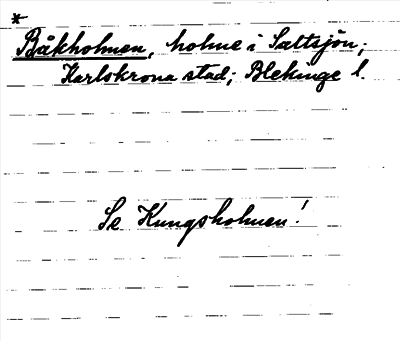 *
Båkholmen, holme i Saltsjön;
Karlskrona stad; Blekinge l.
Se Kungsholmen!